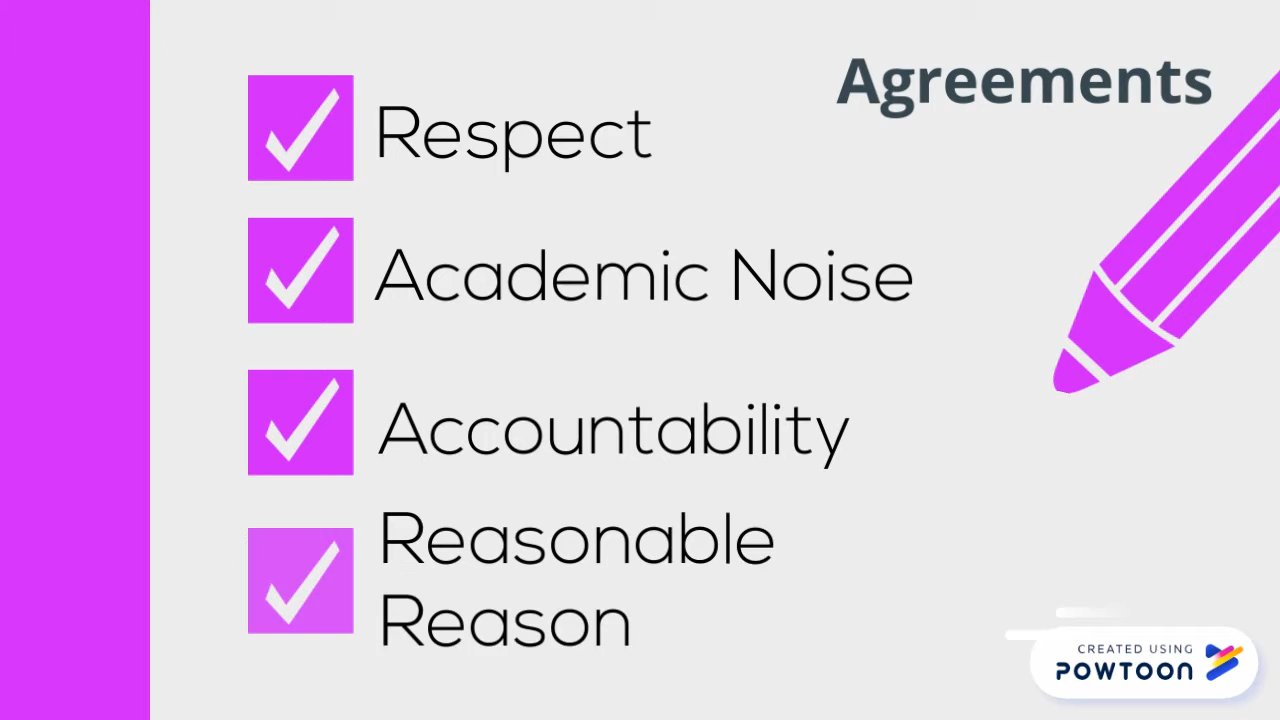 Agreements
Respect
Academic Noise
Accountability
Reasonable
Reason
CREATED USING
POWTOON